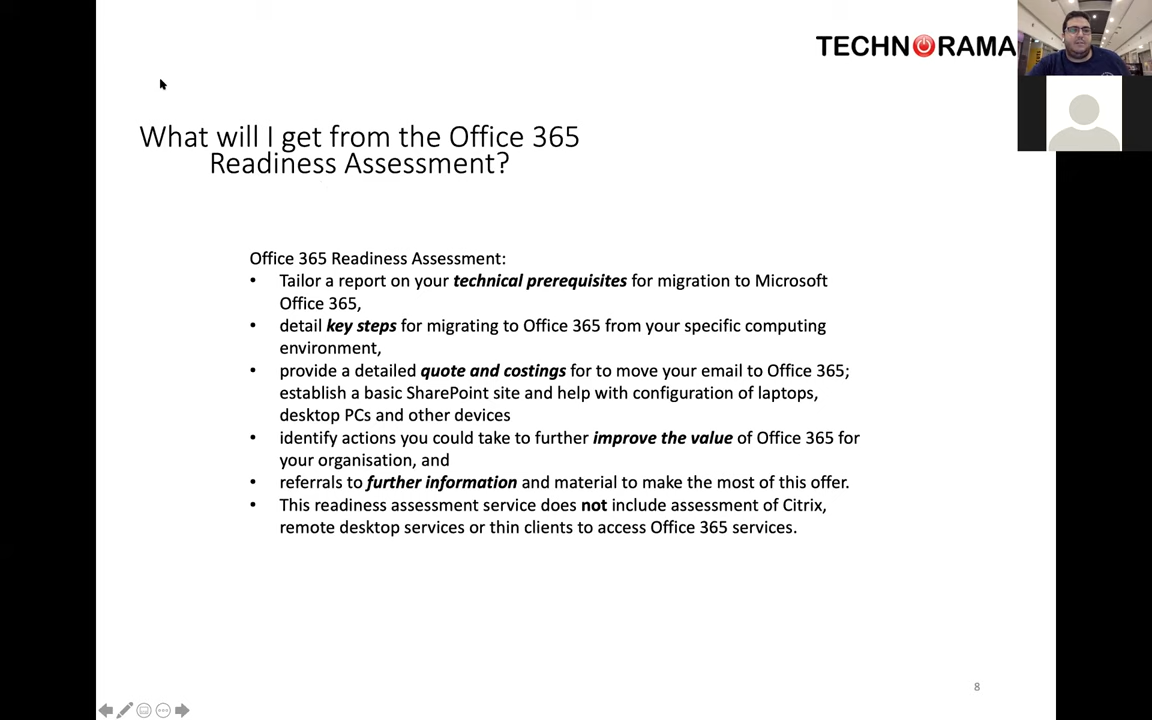 TECHNORAMA
What will I get from the Office 365
Readiness Assessment?
Office 365 Readiness Assessment:
• Tailor a report on your technical prerequisites for migration to Microsoft
Office 365,
• detail key steps for migrating to Office 365 from your specific computing
environment,
• provide a detailed quote and costings for to move your email to Office 365;
establish a basic SharePoint site and help with configuration of laptops,
desktop PCs and other devices
• identify actions you could take to further improve the value of Office 365 for
your organisation, and
• referrals to further information and material to make the most of this offer.
• This readiness assessment service does not include assessment of Citrix,
remote desktop services or thin clients to access Office 365 services.
8